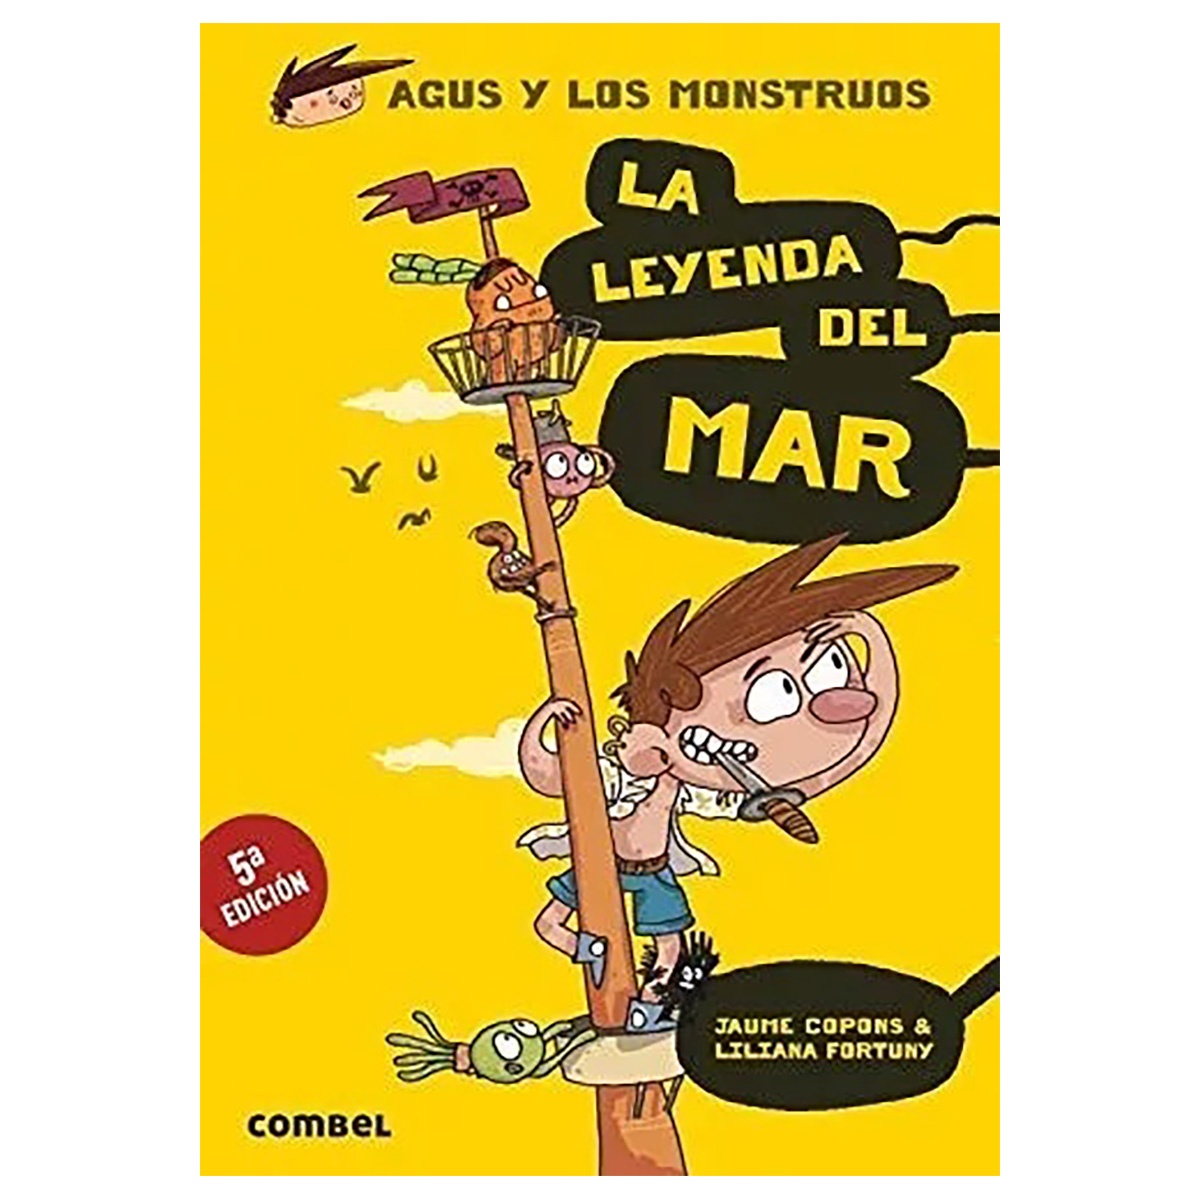 AGUS Y LOS MONSTRUOS
LA
LEYENDA
DEL
MAR
5ª
EDICIÓN
JAUME COPONS &
LILIANA FORTUNY
COMBEL